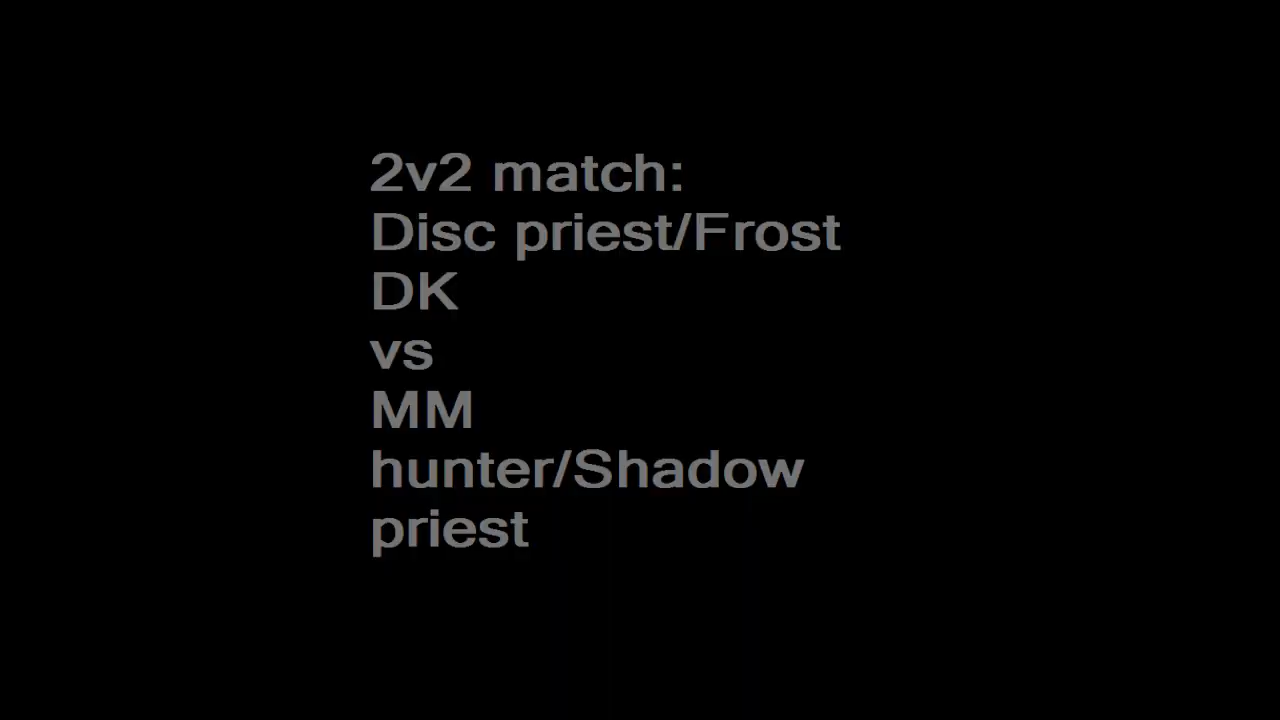 2v2 match:
Disc priest/Frost
DK
vs
MM
hunter/Shadow
priest